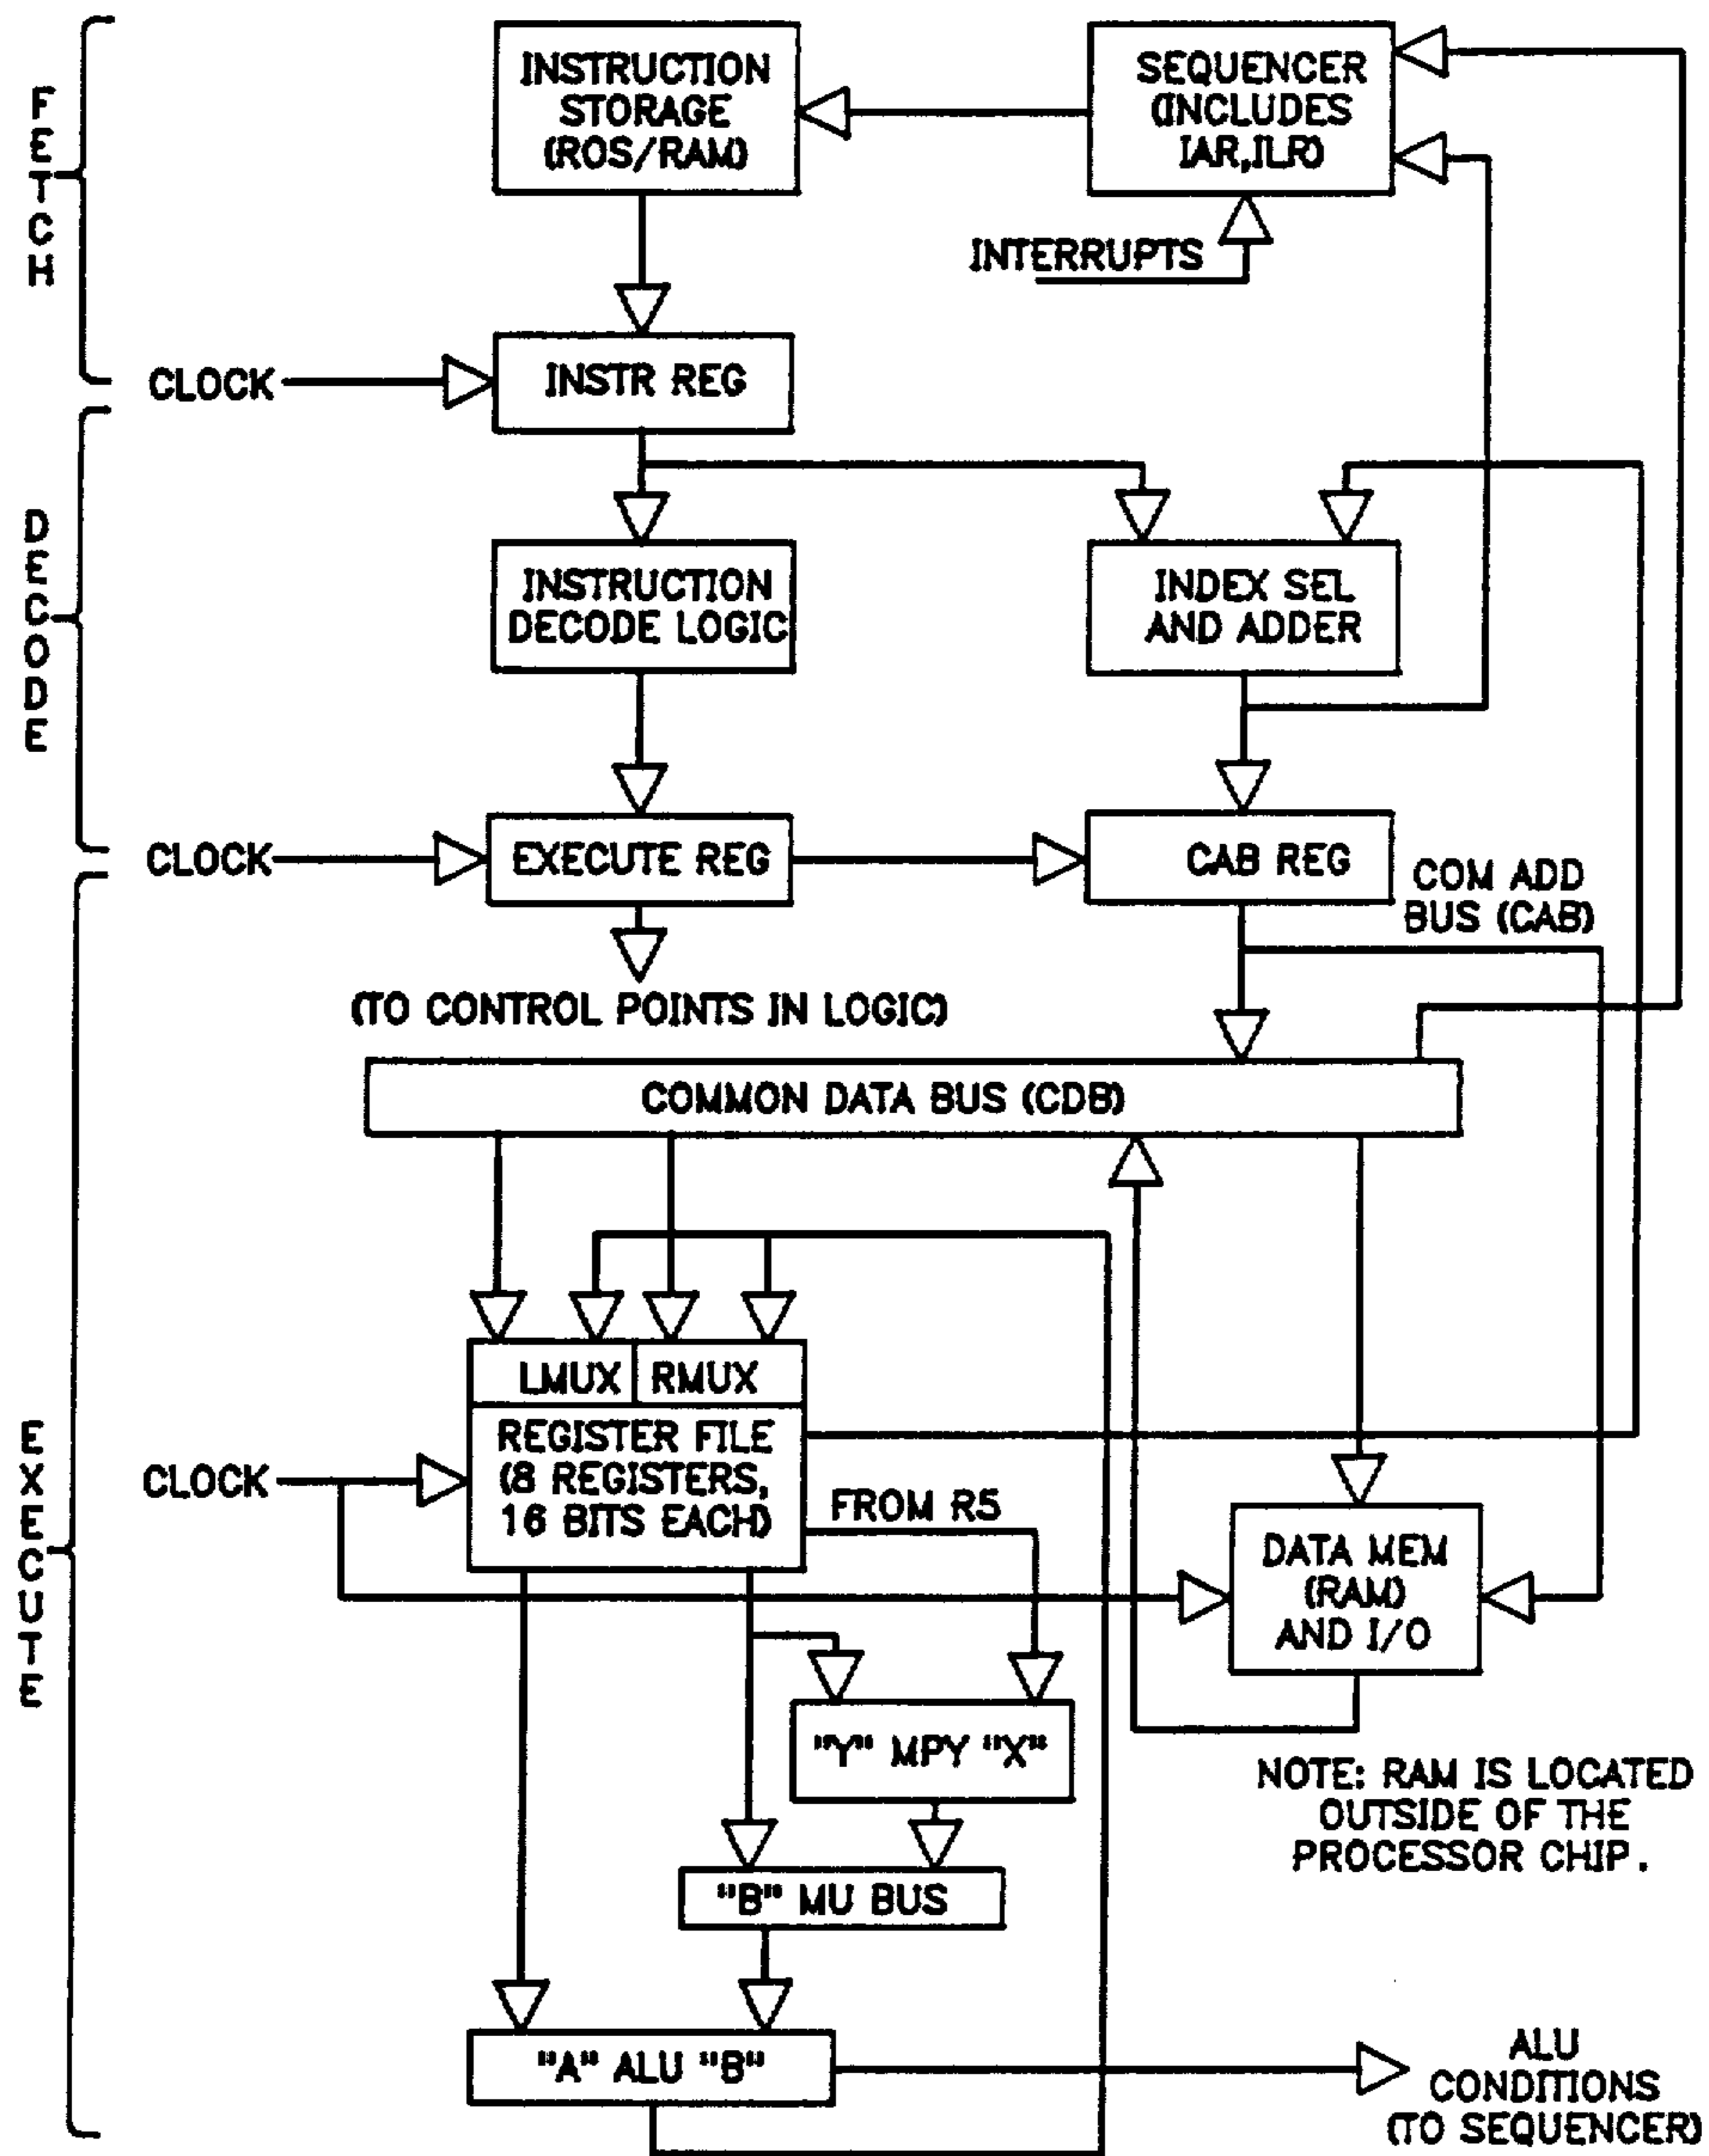 FETCH
INSTRUCTION
STORAGE
(ROS/RAM)
SEQUENCER
(INCLUDES
IAR,ILR)
INTERRUPTS
CLOCK
INSTR REG
DECODE
INSTRUCTION
DECODE LOGIC
INDEX SEL
AND ADDER
CLOCK
EXECUTE REG
CAB REG
COM ADD
BUS (CAB)
(TO CONTROL POINTS IN LOGIC)
COMMON DATA BUS (CDB)
EXECUTE
LMUX
RMUX
CLOCK
REGISTER FILE
(8 REGISTERS,
16 BITS EACH)
FROM R5
DATA MEM
(RAM)
AND I/O
"Y" MPY "X"
NOTE: RAM IS LOCATED
OUTSIDE OF THE
PROCESSOR CHIP.
"B" MU BUS
"A" ALU "B"
ALU
CONDITIONS
(TO SEQUENCER)